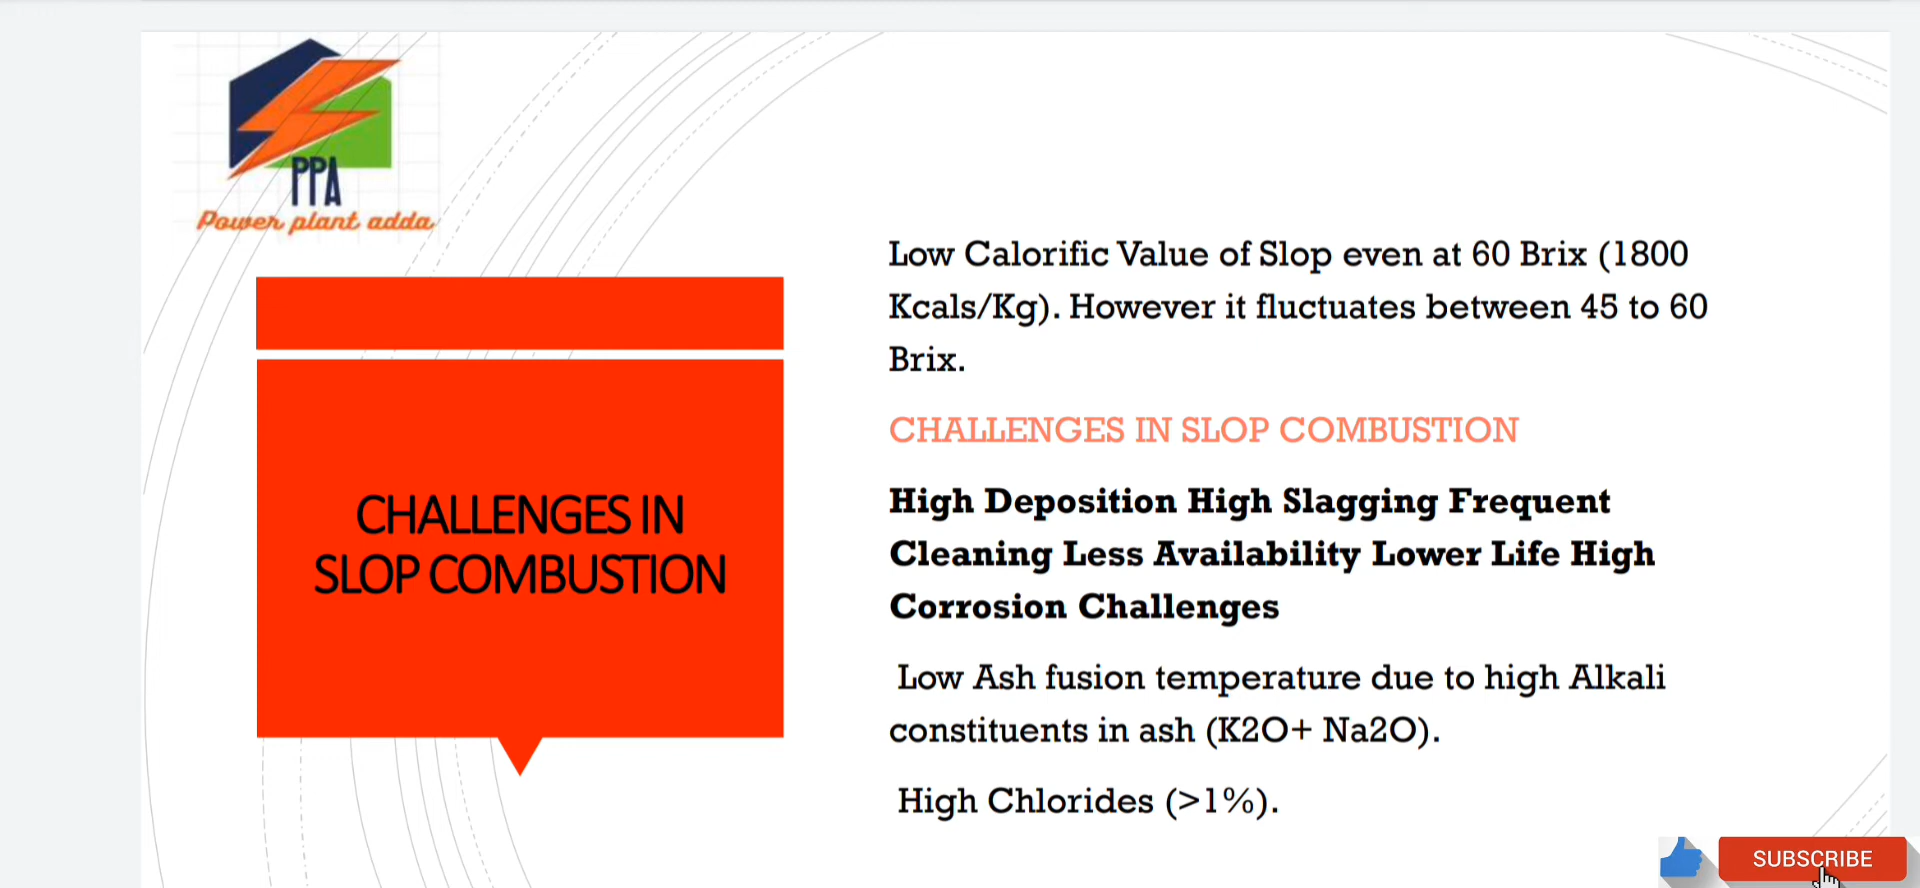 PPA
Power plant adda
CHALLENGES IN
SLOP COMBUSTION
Low Calorific Value of Slop even at 60 Brix (1800
Kcals/Kg). However it fluctuates between 45 to 60
Brix.
CHALLENGES IN SLOP COMBUSTION
High Deposition High Slagging Frequent
Cleaning Less Availability Lower Life High
Corrosion Challenges
Low Ash fusion temperature due to high Alkali
constituents in ash (K2O+ Na2O).
High Chlorides (>1%).
SUBSCRIBE